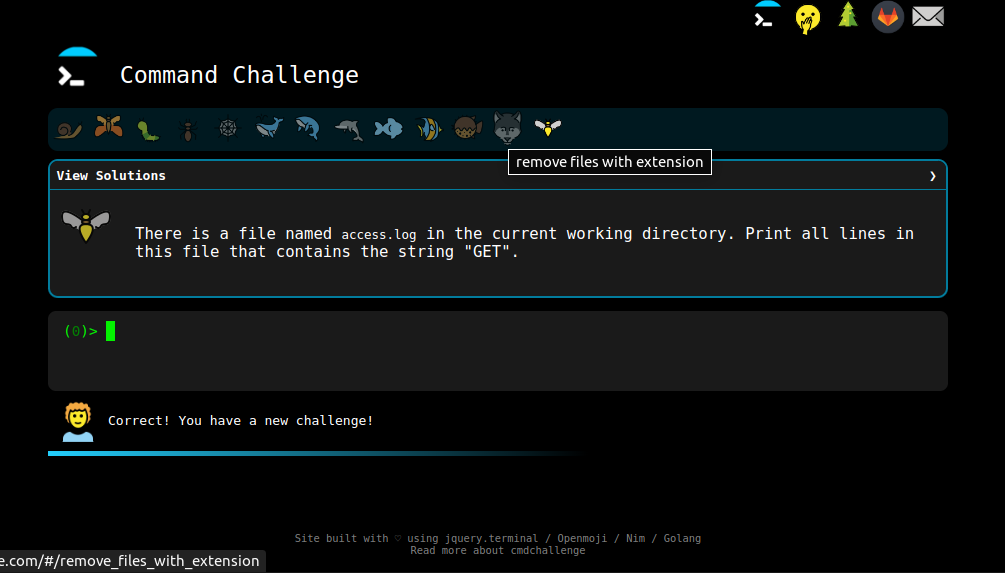 Command Challenge
remove files with extension
View Solutions ❯
There is a file named access.log in the current working directory. Print all lines in
this file that contains the string "GET".
(0)>
Correct! You have a new challenge!
Site built with ♡ using jquery.terminal / Openmoji / Nim / Golang
Read more about cmdchallenge
e.com/#/remove_files_with_extension